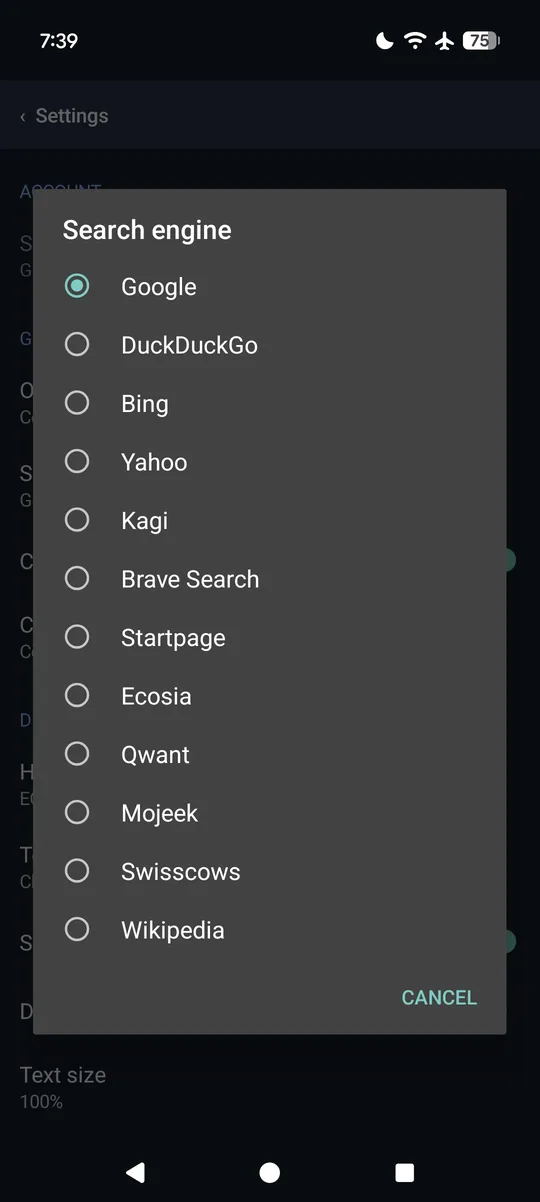 7:39
75
‹ Settings
ACCOUNT
Search engine
Google
DuckDuckGo
Bing
Yahoo
Kagi
Brave Search
Startpage
Ecosia
Qwant
Mojeek
Swisscows
Wikipedia
CANCEL
Text size
100%